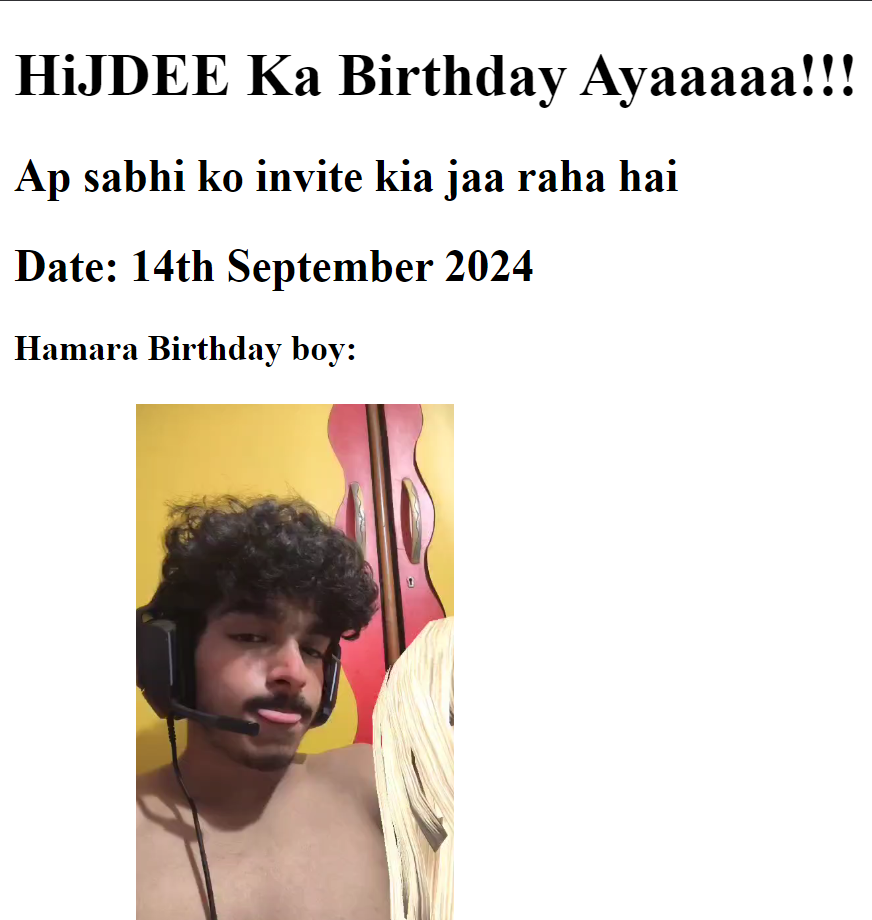 HiJDEE Ka Birthday Ayaaaaa!!!
Ap sabhi ko invite kia jaa raha hai
Date: 14th September 2024
Hamara Birthday boy: